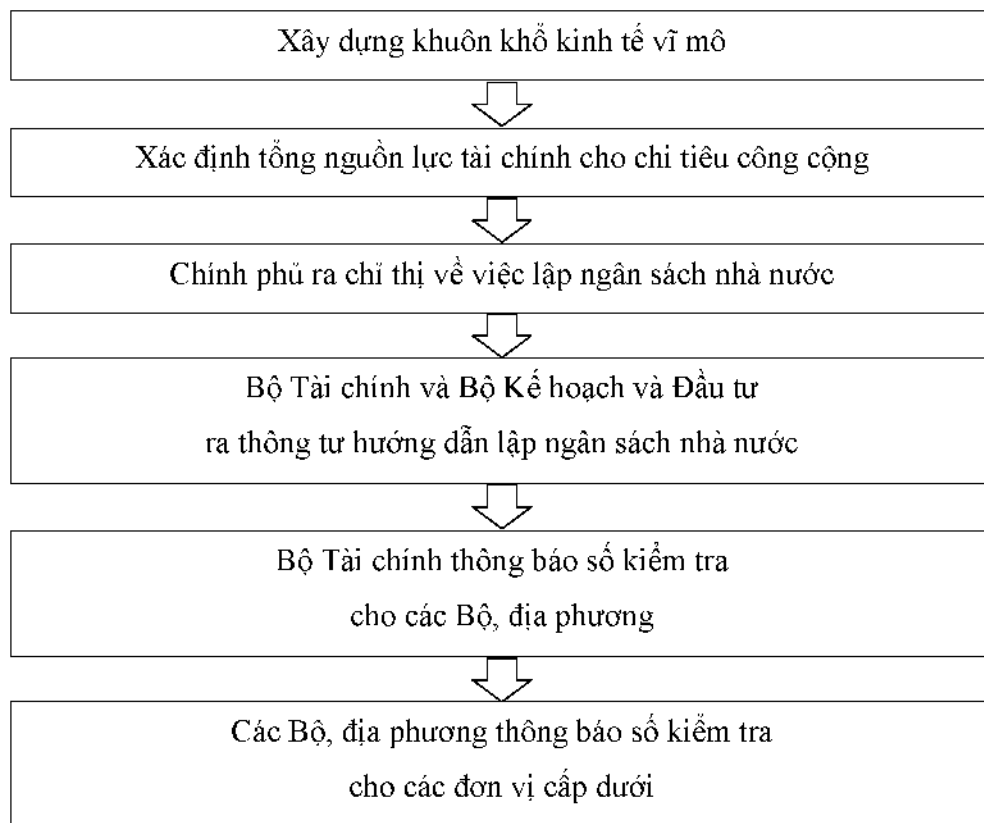 Xây dựng khuôn khổ kinh tế vĩ mô
Xác định tổng nguồn lực tài chính cho chi tiêu công cộng
Chính phủ ra chỉ thị về việc lập ngân sách nhà nước
Bộ Tài chính và Bộ Kế hoạch và Đầu tư
ra thông tư hướng dẫn lập ngân sách nhà nước
Bộ Tài chính thông báo số kiểm tra
cho các Bộ, địa phương
Các Bộ, địa phương thông báo số kiểm tra
cho các đơn vị cấp dưới